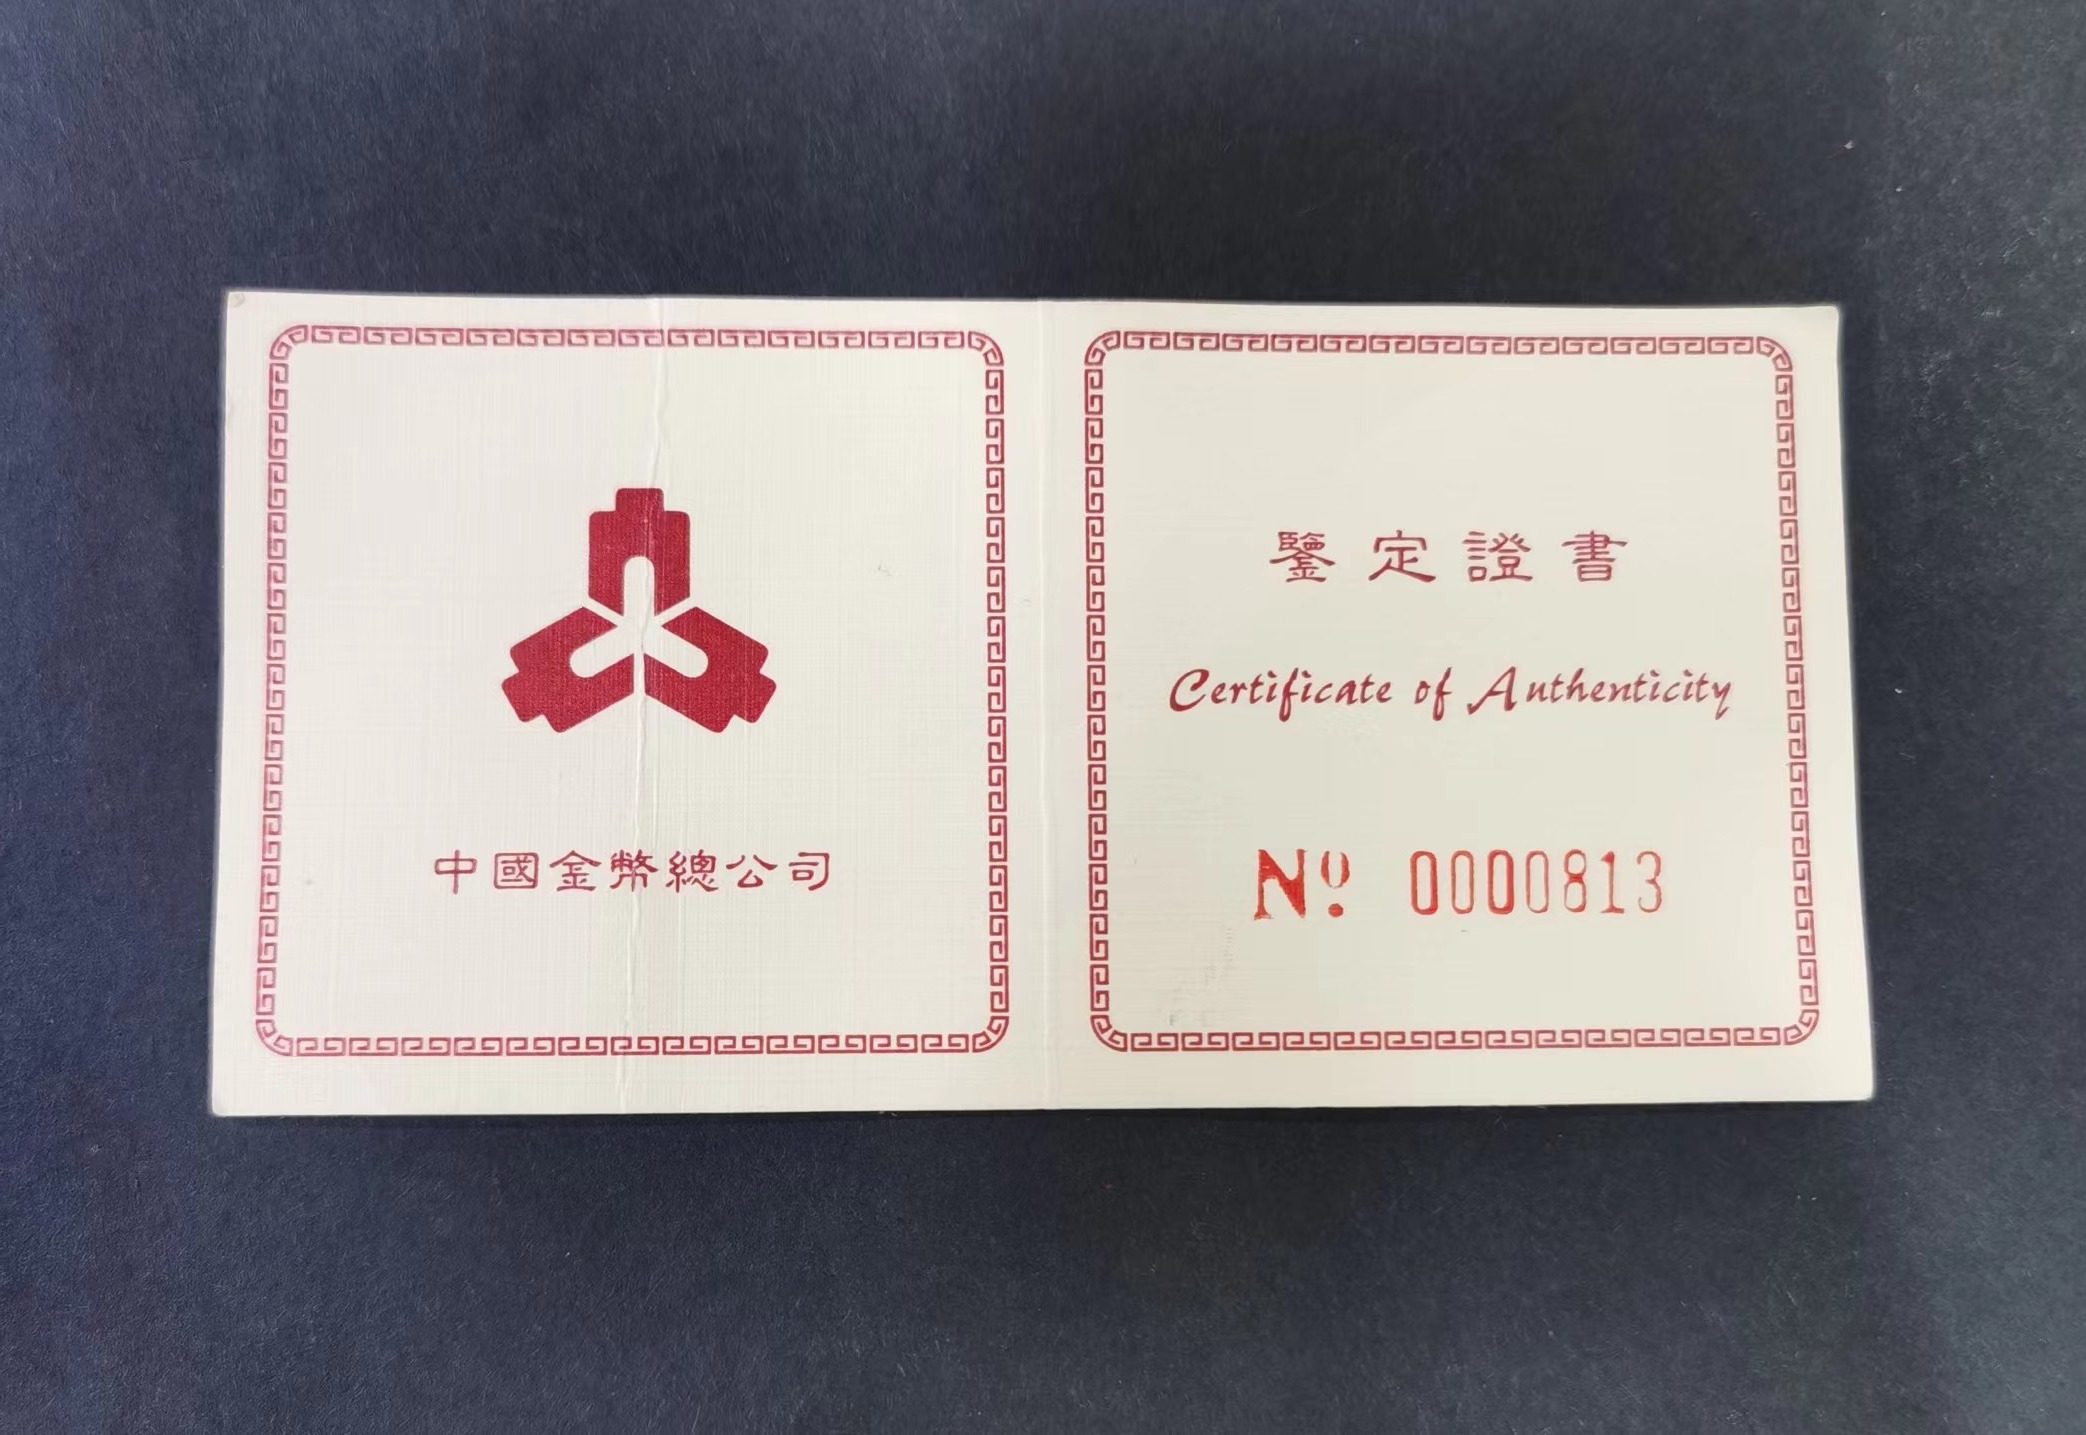 中國金幣總公司
鑒定證書
Certificate of Authenticity
Nº 0000813